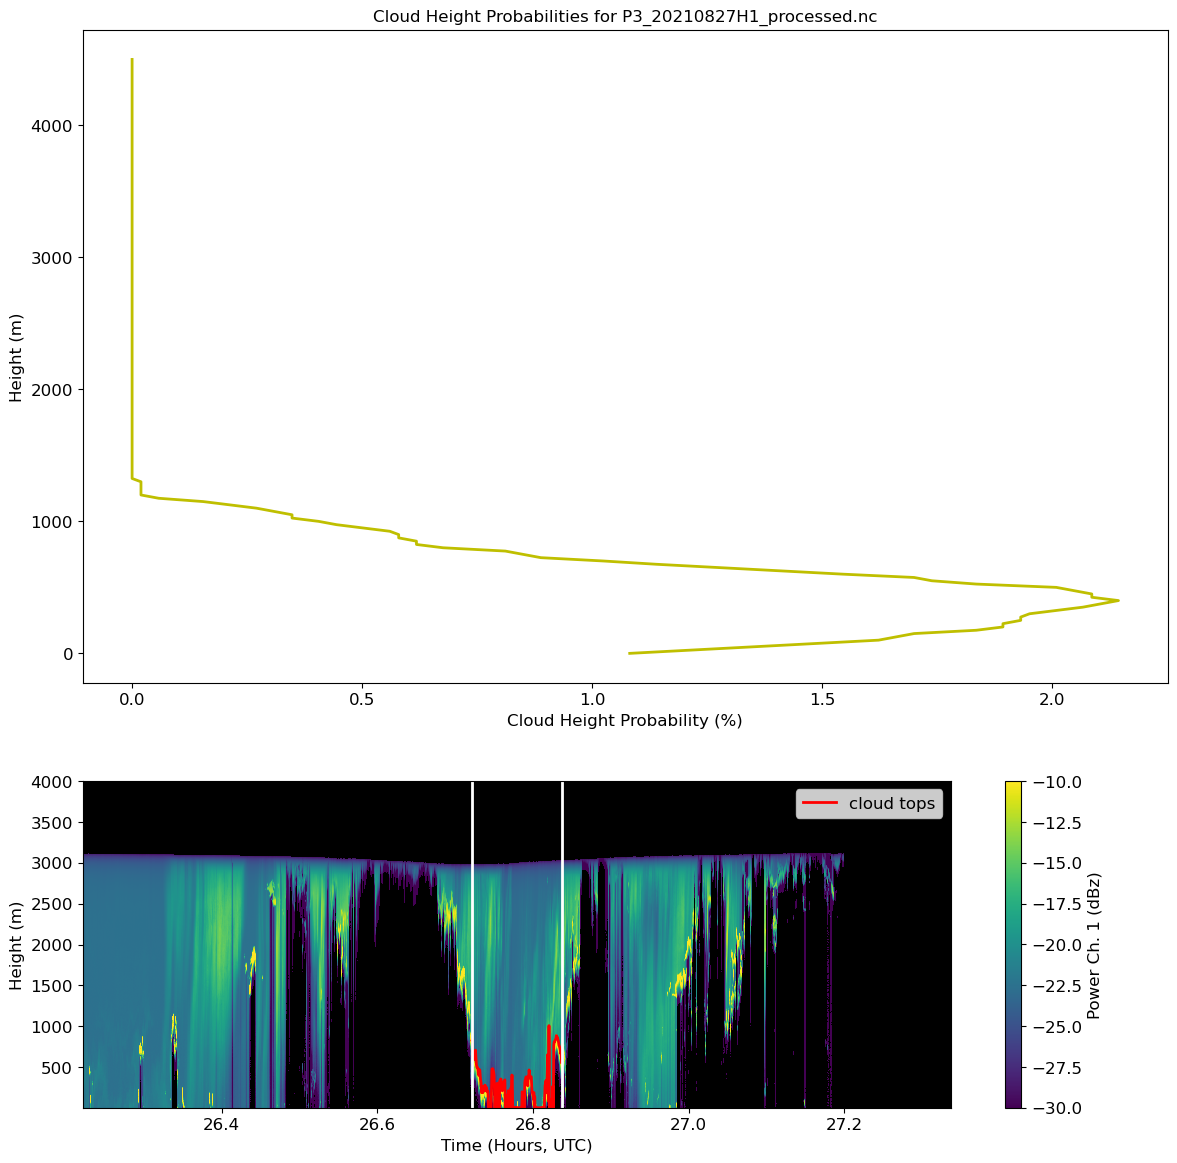 Cloud Height Probabilities for P3_20210827H1_processed.nc
4000
3000
2000
1000
0
Height (m)
0.0 0.5 1.0 1.5 2.0
Cloud Height Probability (%)
4000
3500
3000
2500
2000
1500
1000
500
Height (m)
cloud tops
26.4 26.6 26.8 27.0 27.2
Time (Hours, UTC)
−10.0
−12.5
−15.0
−17.5
−20.0
−22.5
−25.0
−27.5
−30.0
Power Ch. 1 (dBz)